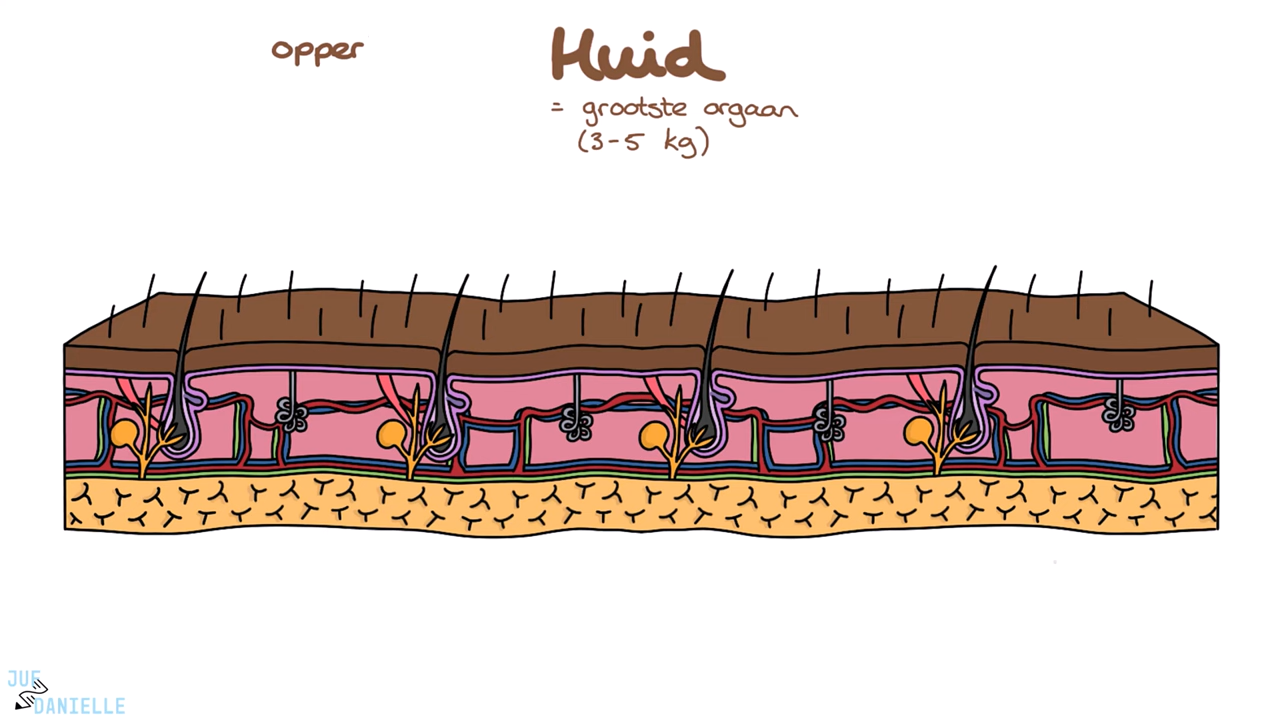 opper
Huid
= grootste orgaan
(3-5 kg)
JUF
DANIELLE